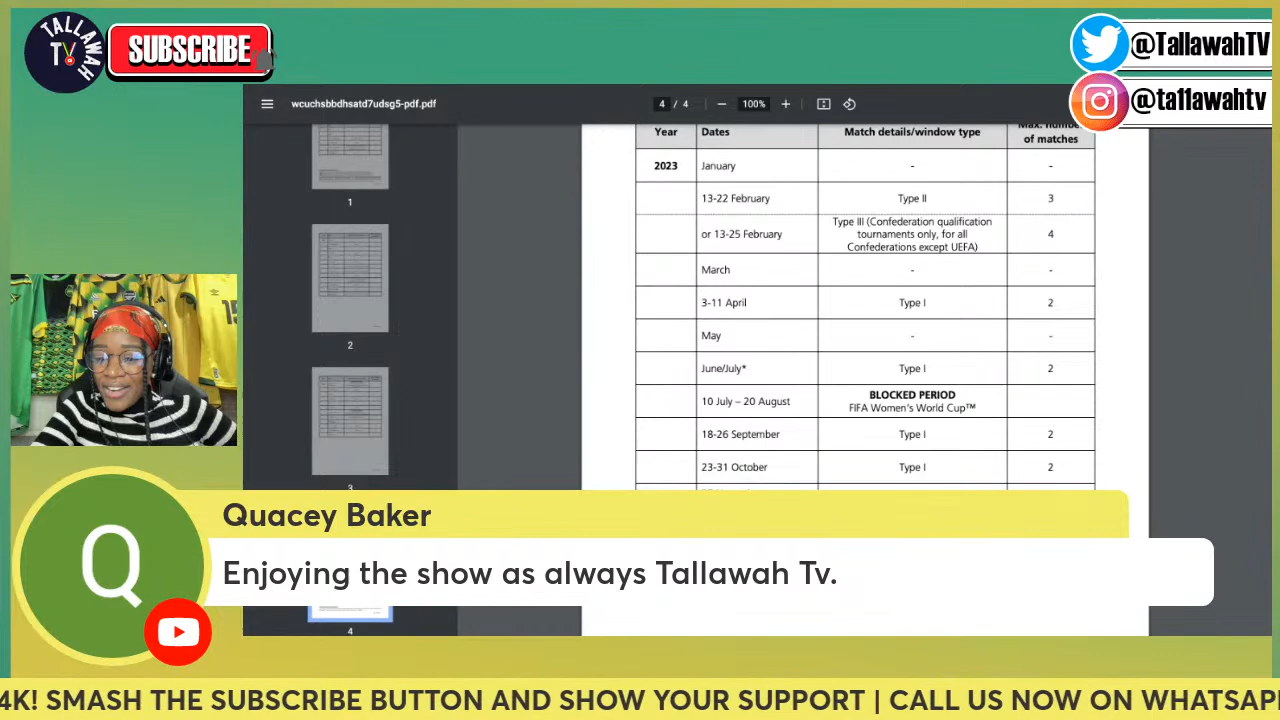 TALLAWAH
TV
SUBSCRIBE
@TallawahTV
@tallawahtv
wcuchsbbdhsatd7udsg5-pdf.pdf
4 / 4
100%
Year Dates Match details/window type Max. number of matches
2023 January - -
13-22 February Type II 3
or 13-25 February Type III (Confederation qualification tournaments only, for all Confederations except UEFA) 4
March - -
3-11 April Type I 2
May - -
June/July* Type I 2
10 July – 20 August BLOCKED PERIOD FIFA Women's World Cup™
18-26 September Type I 2
23-31 October Type I 2
1
2
3
4
Q
Quacey Baker
Enjoying the show as always Tallawah Tv.
4K! SMASH THE SUBSCRIBE BUTTON AND SHOW YOUR SUPPORT | CALL US NOW ON WHATSAPP